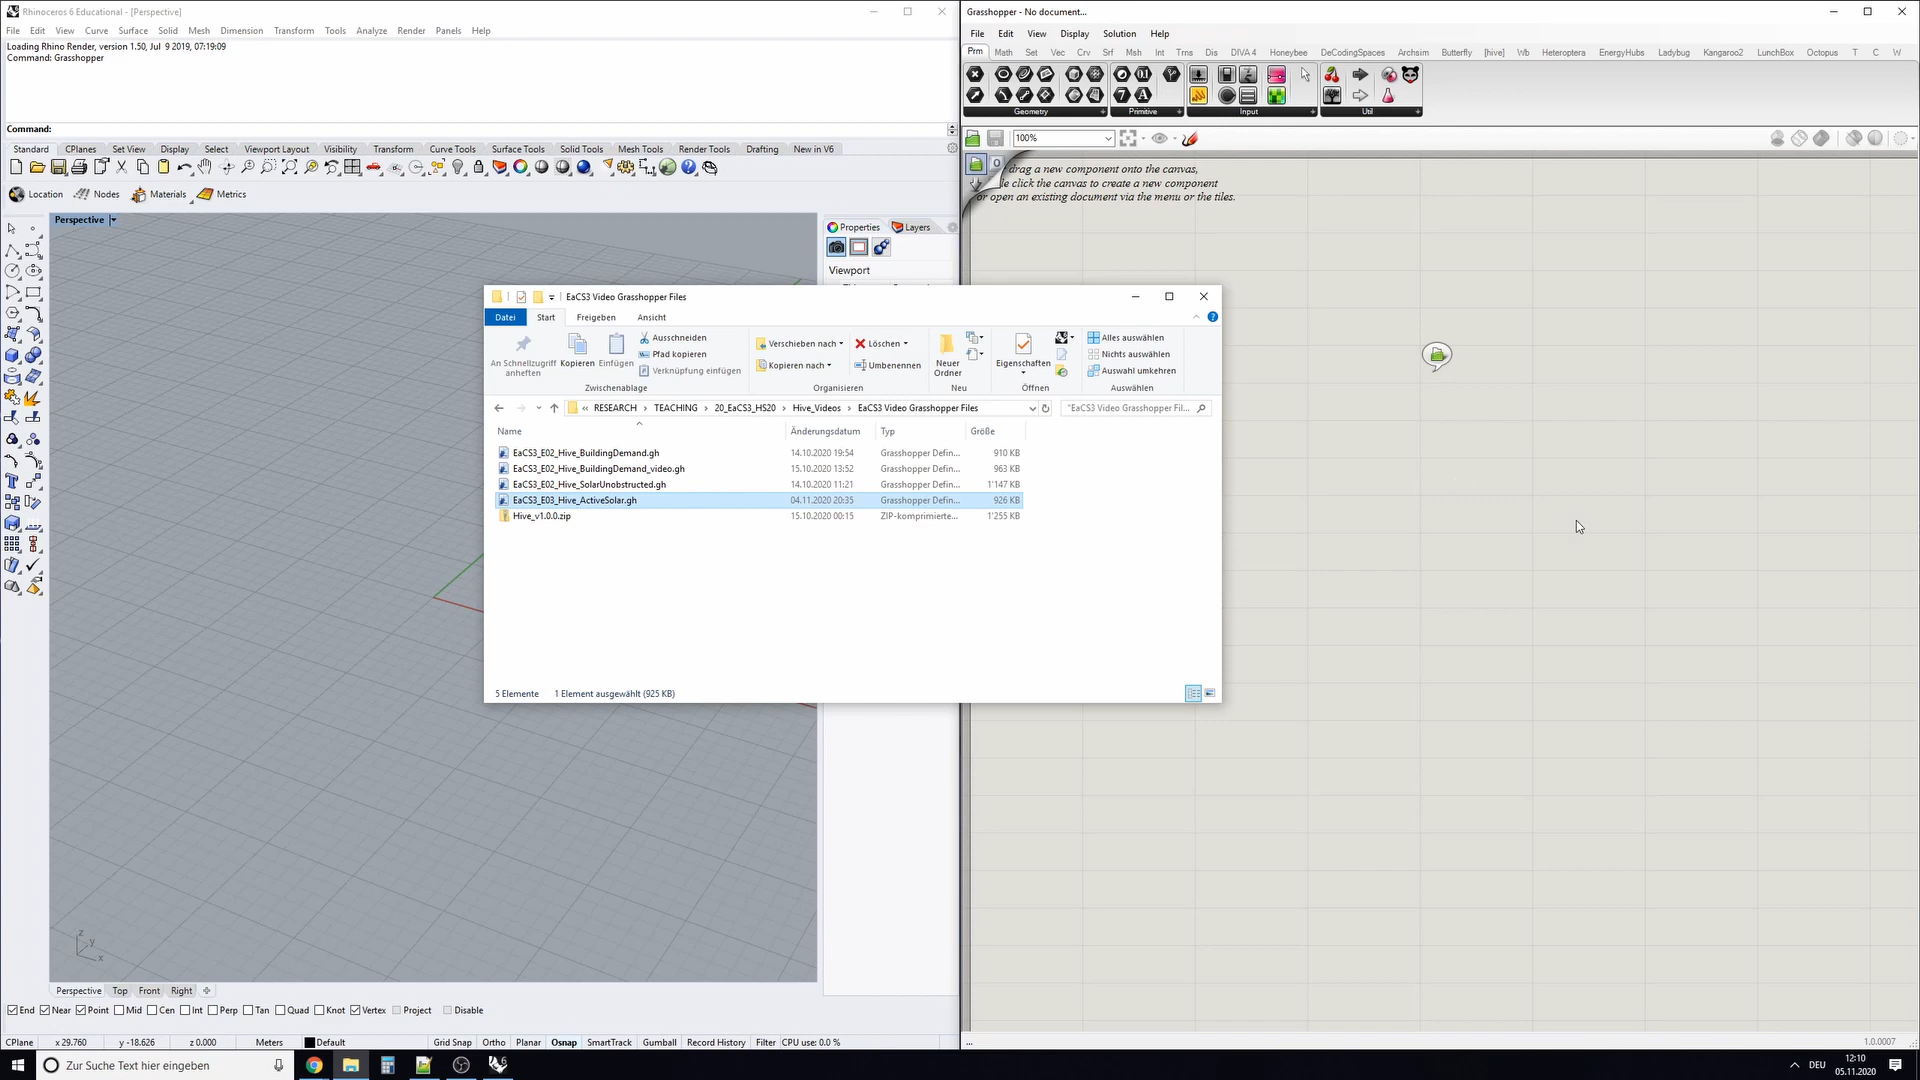 Rhinoceros 6 Educational - [Perspective]
File Edit View Curve Surface Solid Mesh Dimension Transform Tools Analyze Render Panels Help
Loading Rhino Render, version 1.50, Jul 9 2019, 07:19:09
Command: Grasshopper
Command:
Standard CPlanes Set View Display Select Viewport Layout Visibility Transform Curve Tools Surface Tools Solid Tools Mesh Tools Render Tools Drafting New in V6
Location Nodes Materials Metrics
Perspective
Properties Layers
Viewport
Grasshopper - No document...
File Edit View Display Solution Help
Prm Math Set Vec Crv Srf Msh Int Trns Dis DIVA 4 Honeybee DeCodingSpaces Archsim Butterfly [hive] Wb Heteroptera EnergyHubs Ladybug Kangaroo2 LunchBox Octopus T C W
Geometry Primitive Input Util
100%
drag a new component onto the canvas,
click the canvas to create a new component
or open an existing document via the menu or the tiles.
EaCS3 Video Grasshopper Files
Datei Start Freigeben Ansicht
An Schnellzugriff anheften
Kopieren
Einfügen
Ausschneiden
Pfad kopieren
Verknüpfung einfügen
Zwischenablage
Verschieben nach
Kopieren nach
Löschen
Umbenennen
Organisieren
Neuer Ordner
Neu
Eigenschaften
Öffnen
Alles auswählen
Nichts auswählen
Auswahl umkehren
Auswählen
« RESEARCH › TEACHING › 20_EaCS3_HS20 › Hive_Videos › EaCS3 Video Grasshopper Files
"EaCS3 Video Grasshopper Fil...
Name Änderungsdatum Typ Größe
EaCS3_E02_Hive_BuildingDemand.gh 14.10.2020 19:54 Grasshopper Defin... 910 KB
EaCS3_E02_Hive_BuildingDemand_video.gh 15.10.2020 13:52 Grasshopper Defin... 963 KB
EaCS3_E02_Hive_SolarUnobstructed.gh 14.10.2020 11:21 Grasshopper Defin... 1'147 KB
EaCS3_E03_Hive_ActiveSolar.gh 04.11.2020 20:35 Grasshopper Defin... 926 KB
Hive_v1.0.0.zip 15.10.2020 00:15 ZIP-komprimierte... 1'255 KB
5 Elemente 1 Element ausgewählt (925 KB)
z
y
x
Perspective Top Front Right
End Near Point Mid Cen Int Perp Tan Quad Knot Vertex Project Disable
CPlane x 29.760 y -18.626 z 0.000 Meters Default Grid Snap Ortho Planar Osnap SmartTrack Gumball Record History Filter CPU use: 0.0 %
... 1.0.0007
Zur Suche Text hier eingeben
DEU
12:10
05.11.2020